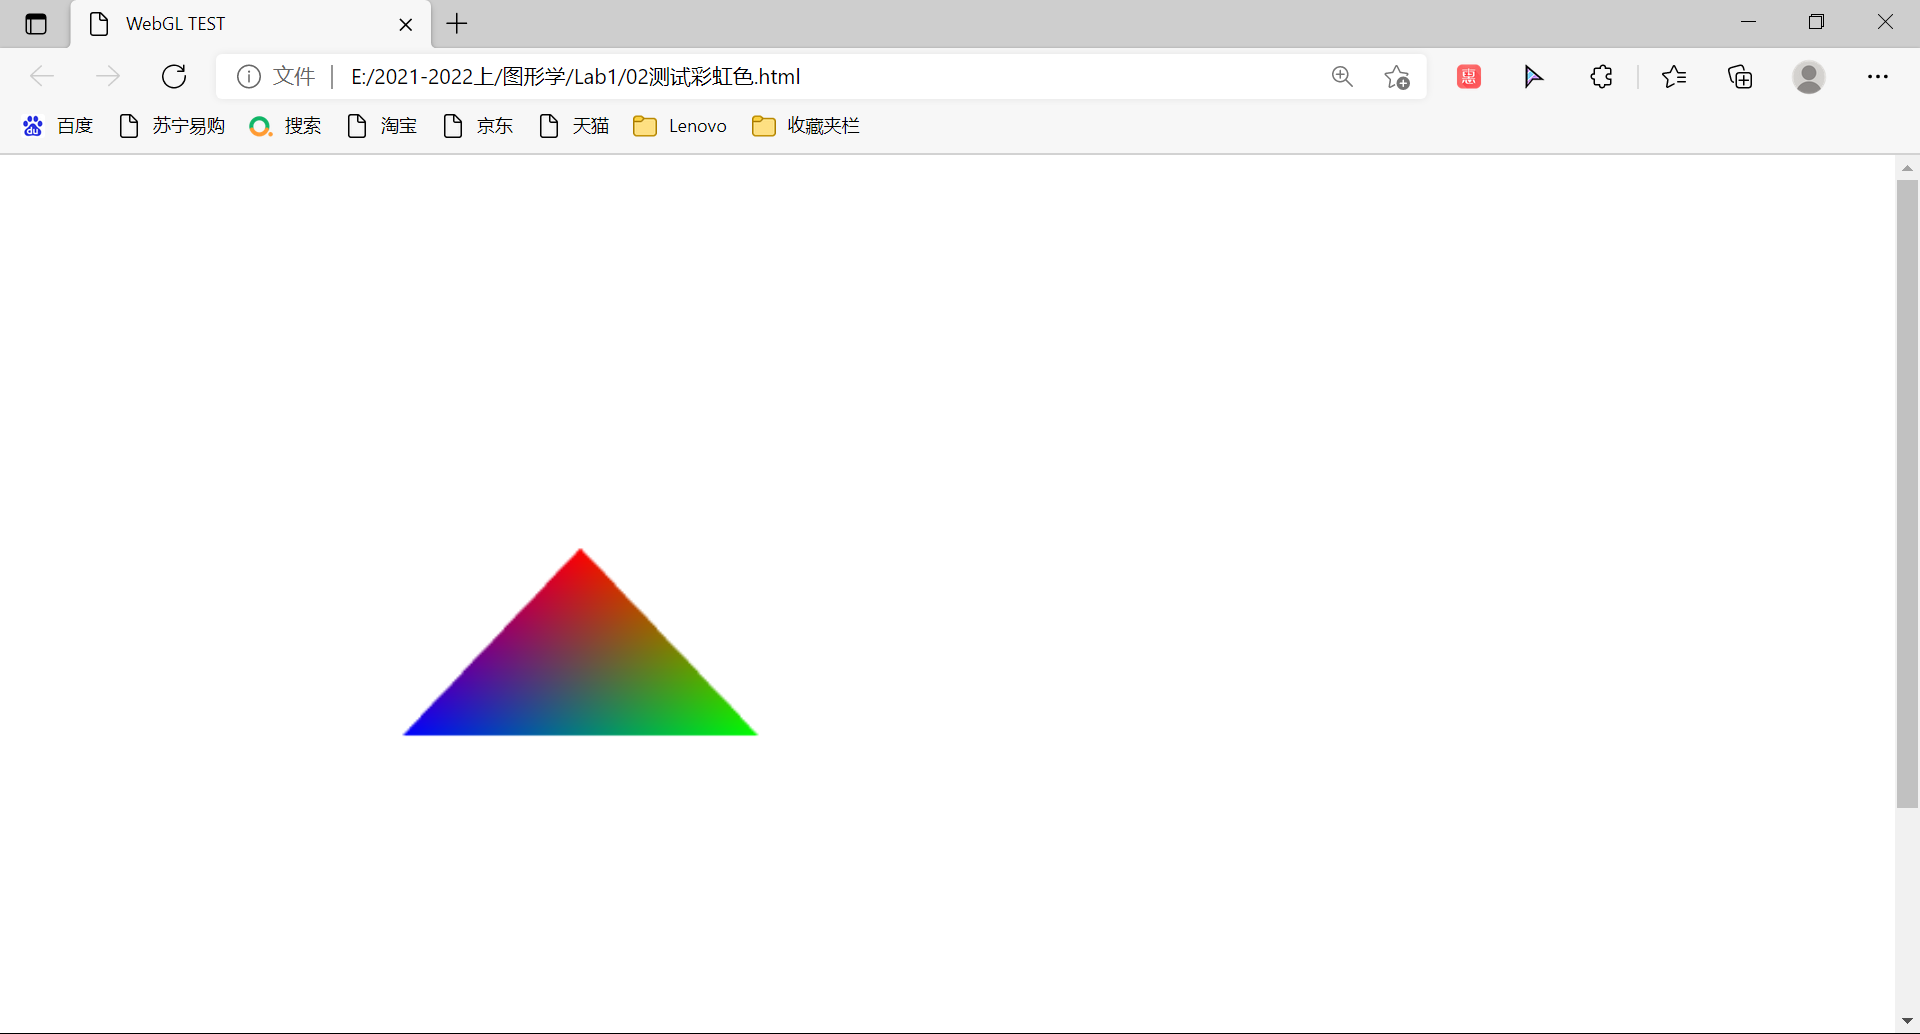 WebGL TEST
文件 E:/2021-2022上/图形学/Lab1/02测试彩虹色.html
惠
du 百度 苏宁易购 搜索 淘宝 京东 天猫 Lenovo 收藏夹栏